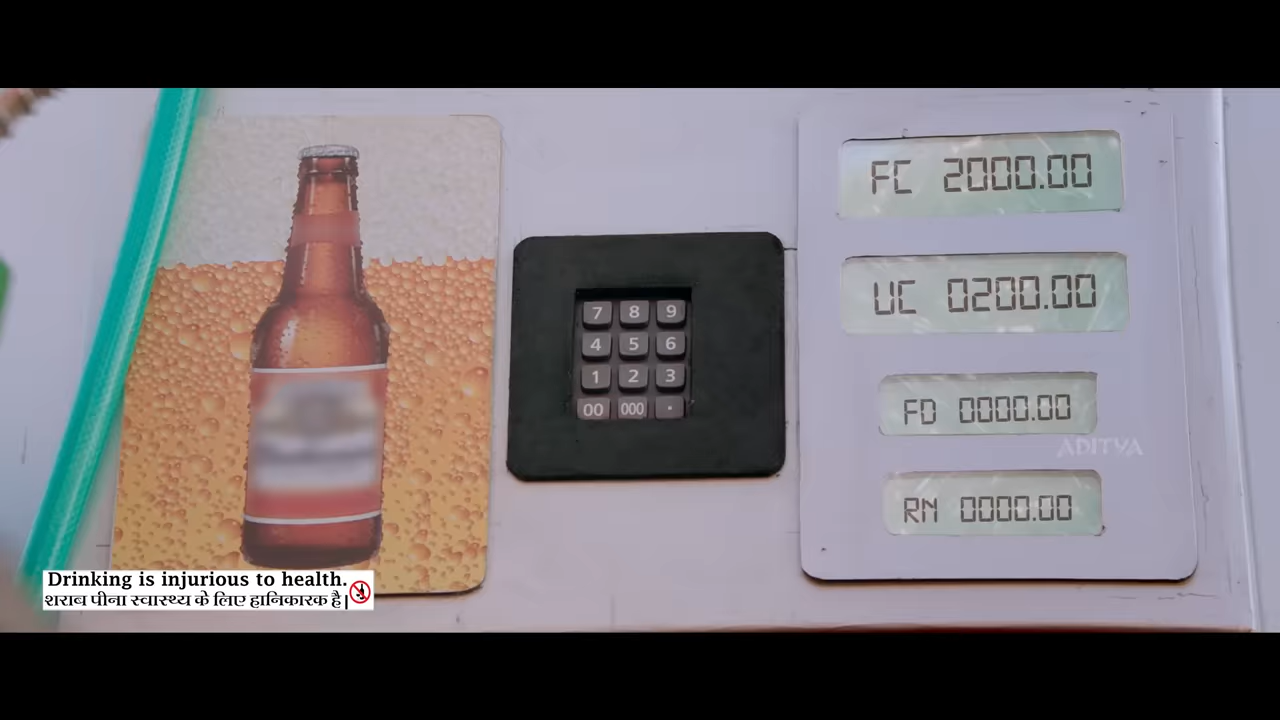 7 8 9
4 5 6
1 2 3
00 000 .
FC 2000.00
UC 0200.00
FD 0000.00
RN 0000.00
ADITYA
Drinking is injurious to health.
शराब पीना स्वास्थ्य के लिए हानिकारक है|